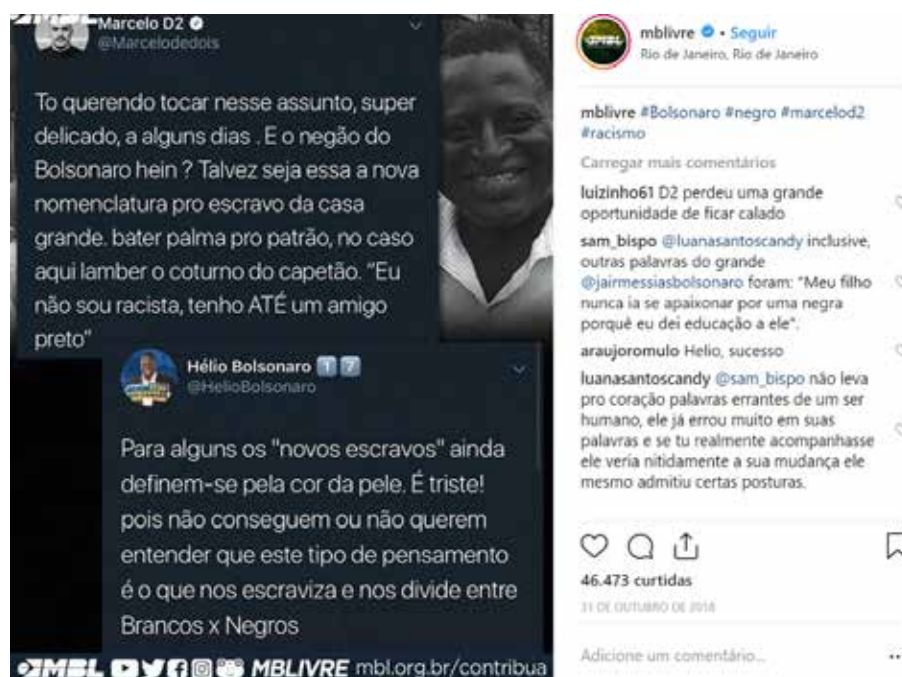 MBL
Marcelo D2
@Marcelodedois
To querendo tocar nesse assunto, super
delicado, a alguns dias . E o negão do
Bolsonaro hein ? Talvez seja essa a nova
nomenclatura pro escravo da casa
grande. bater palma pro patrão, no caso
aqui lamber o coturno do capetão. “Eu
não sou racista, tenho ATÉ um amigo
preto”
Hélio Bolsonaro 1 7
@HelioBolsonaro
Para alguns os "novos escravos" ainda
definem-se pela cor da pele. É triste!
pois não conseguem ou não querem
entender que este tipo de pensamento
é o que nos escraviza e nos divide entre
Brancos x Negros
MBL MBLIVRE mbl.org.br/contribua
MBL
mblivre • Seguir
Rio de Janeiro, Rio de Janeiro
mblivre #Bolsonaro #negro #marcelod2
#racismo
Carregar mais comentários
luizinho61 D2 perdeu uma grande
oportunidade de ficar calado
sam_bispo @luanasantoscandy inclusive,
outras palavras do grande
@jairmessiasbolsonaro foram: "Meu filho
nunca ia se apaixonar por uma negra
porquê eu dei educação a ele".
araujoromulo Helio, sucesso
luanasantoscandy @sam_bispo não leva
pro coração palavras errantes de um ser
humano, ele já errou muito em suas
palavras e se tu realmente acompanhasse
ele veria nitidamente a sua mudança ele
mesmo admitiu certas posturas.
46.473 curtidas
31 DE OUTUBRO DE 2018
Adicione um comentário...